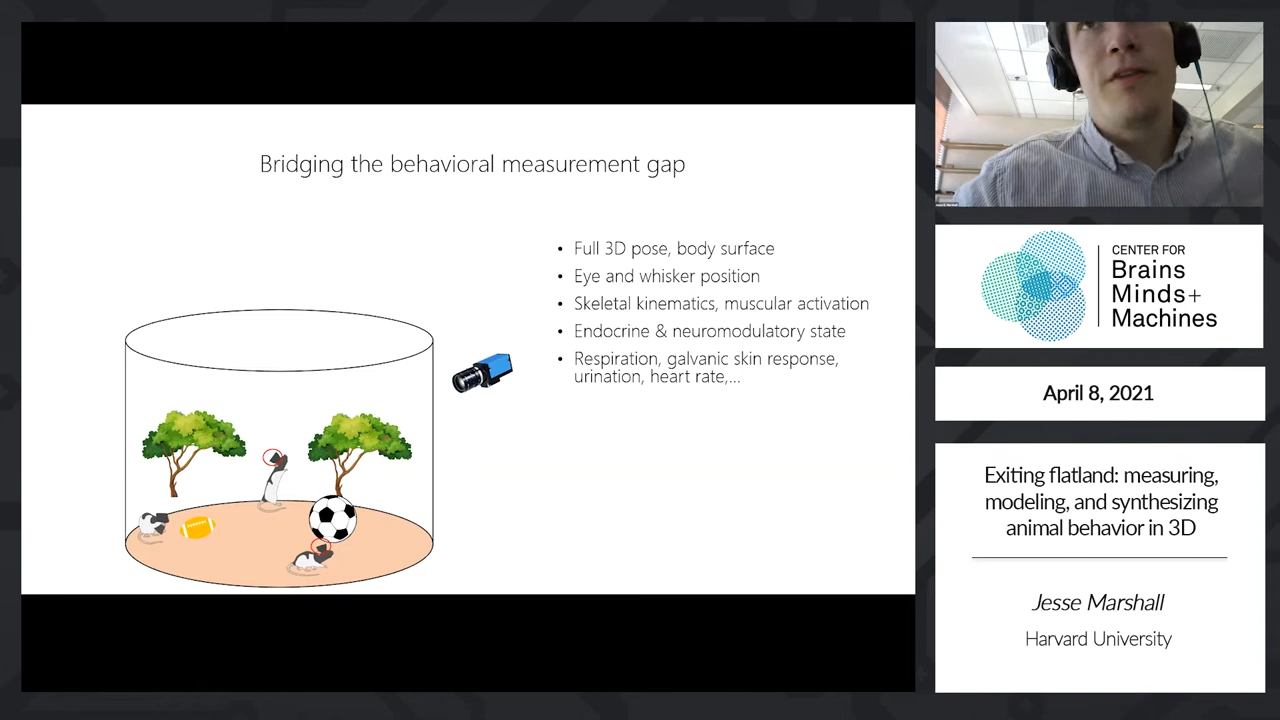 Bridging the behavioral measurement gap
• Full 3D pose, body surface
• Eye and whisker position
• Skeletal kinematics, muscular activation
• Endocrine & neuromodulatory state
• Respiration, galvanic skin response,
urination, heart rate,...
CENTER FOR
Brains
Minds+
Machines
April 8, 2021
Exiting flatland: measuring,
modeling, and synthesizing
animal behavior in 3D
Jesse Marshall
Harvard University